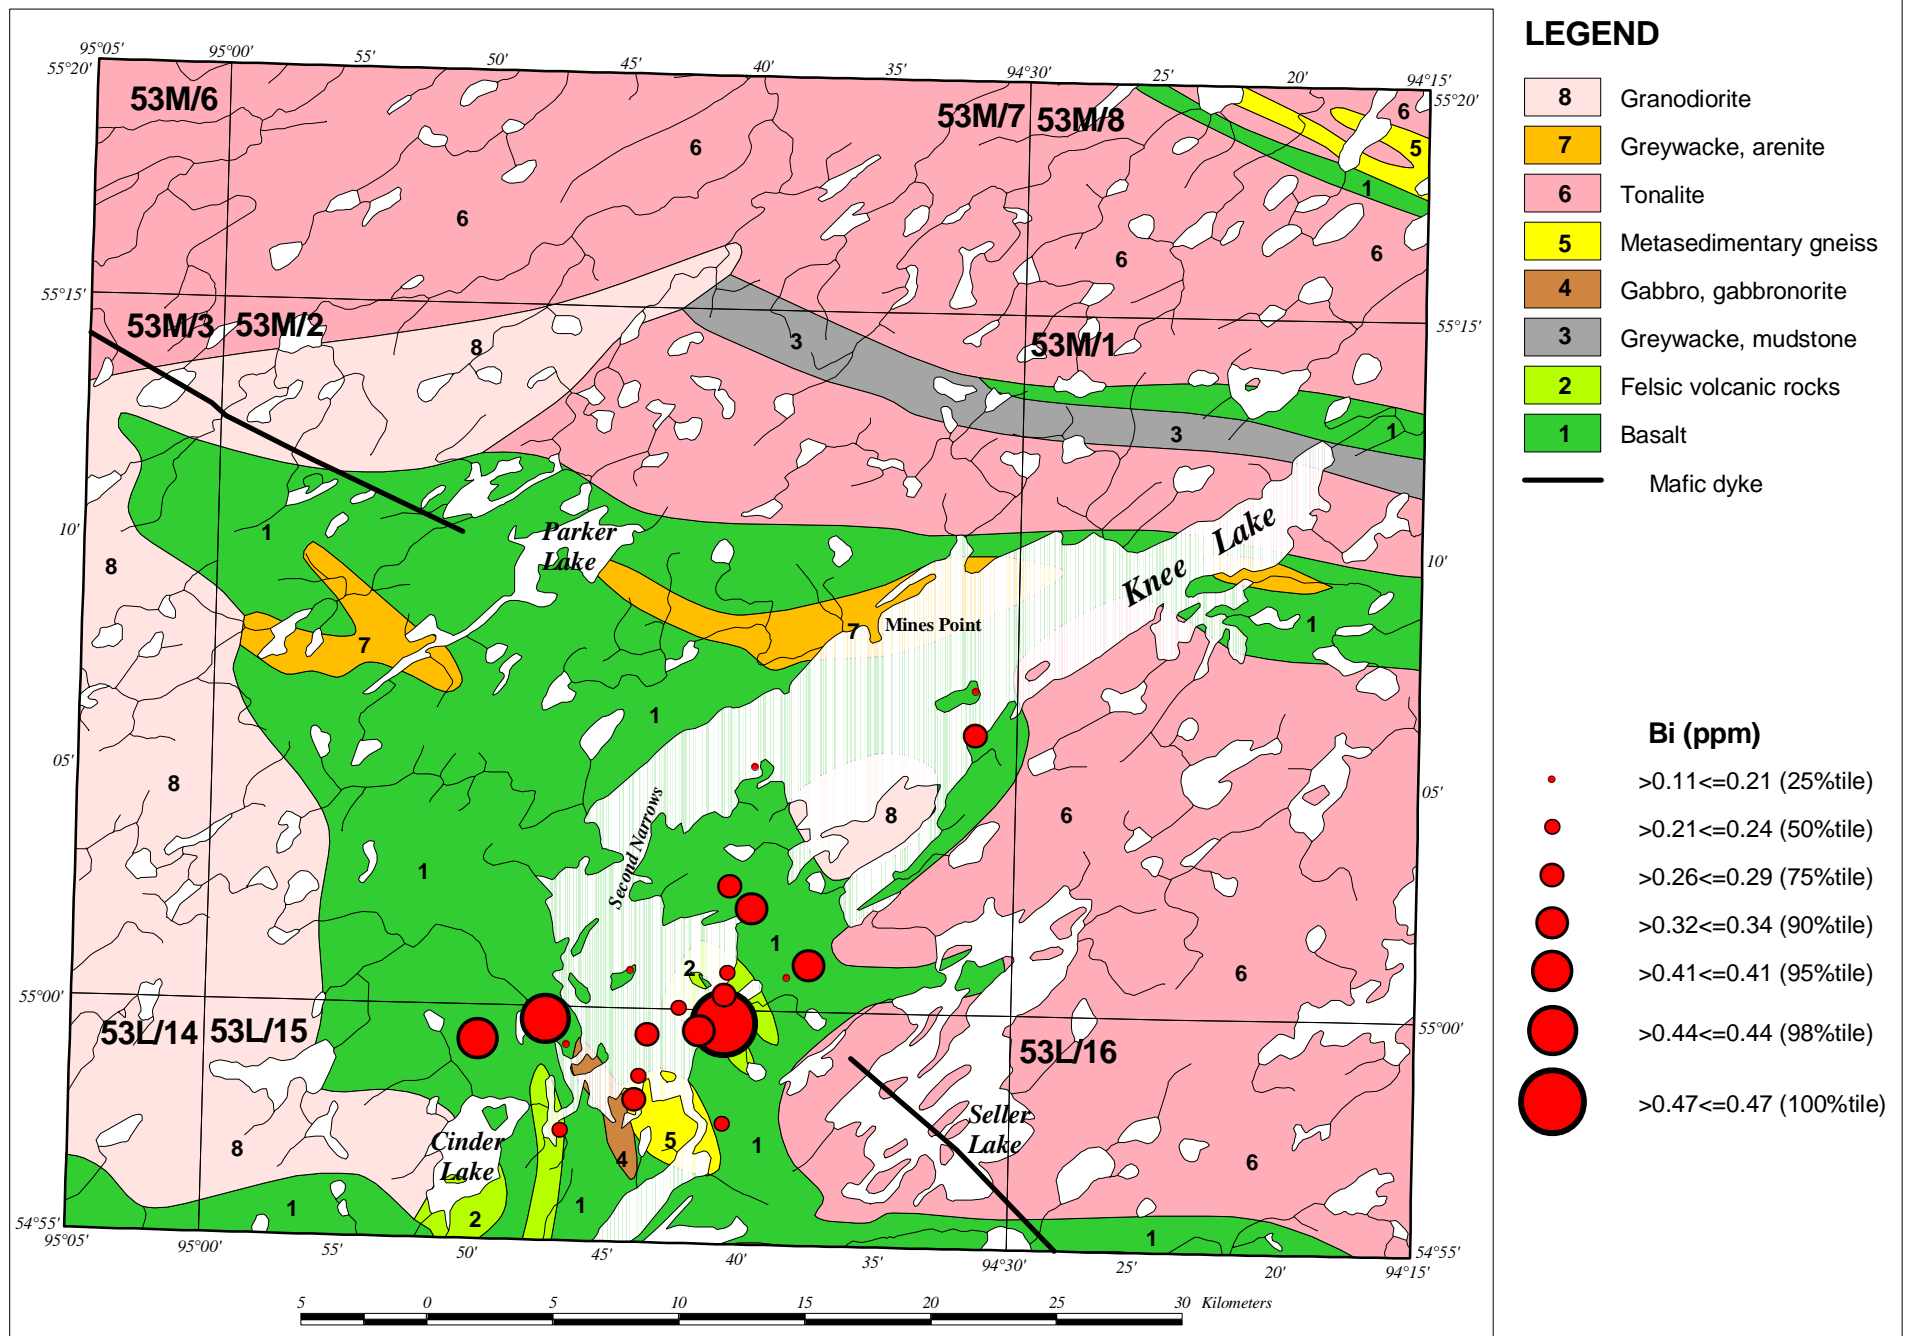 95°05'
95°00'
55'
50'
45'
40'
35'
94°30'
25'
20'
94°15'
55°20'
55°20'
53M/6
53M/7
53M/8
6
6
5
1
6
6
6
6
55°15'
55°15'
53M/3
53M/2
53M/1
8
3
3
1
10'
10'
1
Parker
Lake
Knee Lake
8
7
7
Mines Point
1
1
05'
05'
8
8
6
Second Narrows
1
1
2
6
55°00'
55°00'
53L/14
53L/15
53L/16
Cinder
Lake
Seller
Lake
8
4
5
1
6
1
2
1
1
54°55'
54°55'
95°05'
95°00'
55'
50'
45'
40'
35'
94°30'
25'
20'
94°15'
5
0
5
10
15
20
25
30 Kilometers
LEGEND
8 Granodiorite
7 Greywacke, arenite
6 Tonalite
5 Metasedimentary gneiss
4 Gabbro, gabbronorite
3 Greywacke, mudstone
2 Felsic volcanic rocks
1 Basalt
Mafic dyke
Bi (ppm)
>0.11<=0.21 (25%tile)
>0.21<=0.24 (50%tile)
>0.26<=0.29 (75%tile)
>0.32<=0.34 (90%tile)
>0.41<=0.41 (95%tile)
>0.44<=0.44 (98%tile)
>0.47<=0.47 (100%tile)